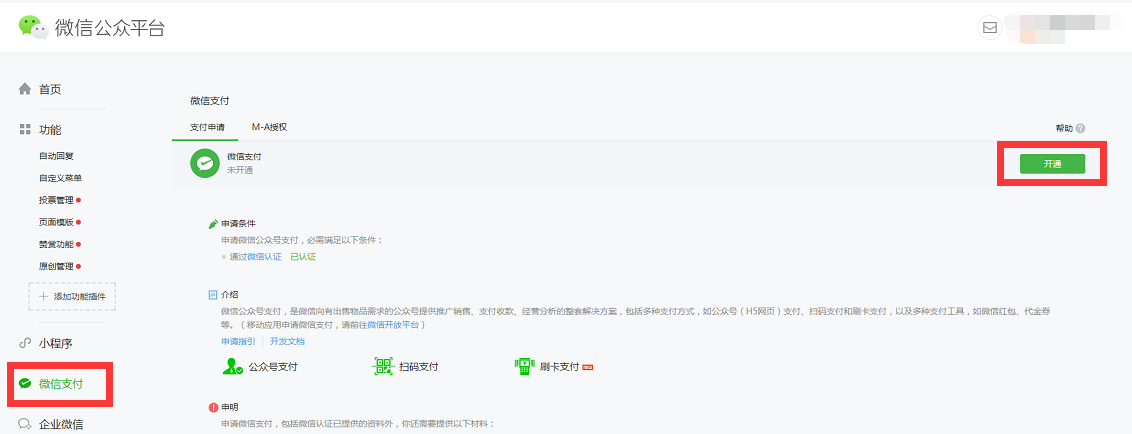 微信公众平台
首页
功能
自动回复
自定义菜单
投票管理
页面模版
赞赏功能
原创管理
添加功能插件
小程序
微信支付
企业微信
微信支付
支付申请 M-A授权
帮助 ?
微信支付
未开通
开通
申请条件
申请微信公众号支付，必需满足以下条件：
通过微信认证 已认证
介绍
微信公众号支付，是微信向有出售物品需求的公众号提供推广销售、支付收款、经营分析的整套解决方案，包括多种支付方式，如公众号（H5网页）支付、扫码支付和刷卡支付，以及多种支付工具，如微信红包、代金券
等。（移动应用申请微信支付，请前往微信开放平台）
申请指引 | 开发文档
公众号支付 扫码支付 刷卡支付
申明
申请微信支付，包括微信认证已提供的资料外，你还需要提供以下材料：